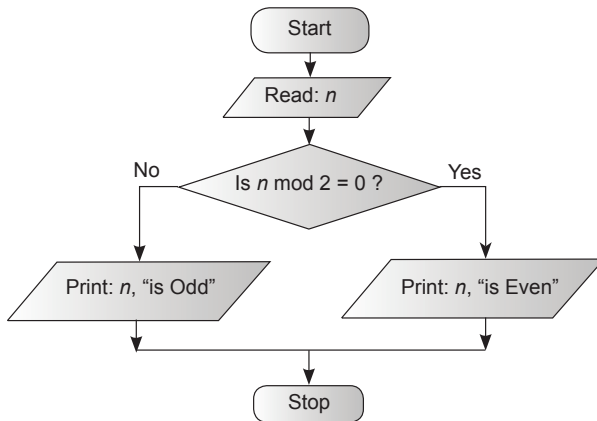 Start
Read: n
Is n mod 2 = 0 ?
No
Yes
Print: n, “is Odd”
Print: n, “is Even”
Stop